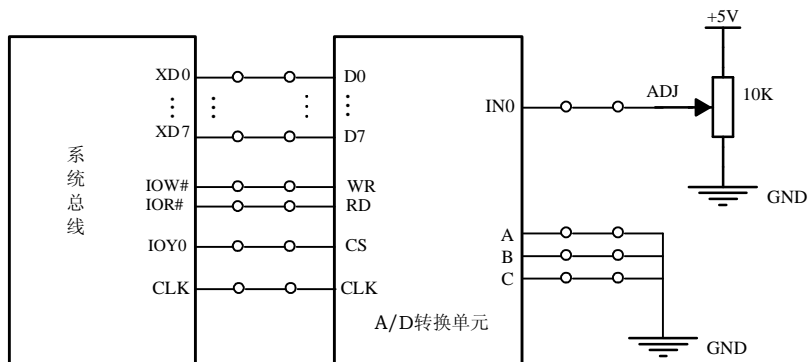 +5V
XD0
D0
ADJ
10K
IN0
XD7
D7
系统总线
IOW#
WR
IOR#
RD
GND
A
IOY0
CS
B
C
CLK
CLK
A/D转换单元
GND